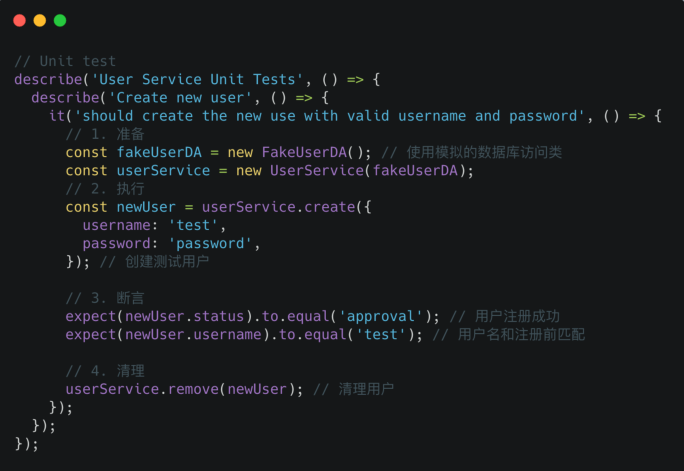 // Unit test
describe('User Service Unit Tests', () => {
  describe('Create new user', () => {
    it('should create the new use with valid username and password', () => {
      // 1. 准备
      const fakeUserDA = new FakeUserDA(); // 使用模拟的数据库访问类
      const userService = new UserService(fakeUserDA);
      // 2. 执行
      const newUser = userService.create({
        username: 'test',
        password: 'password',
      }); // 创建测试用户

      // 3. 断言
      expect(newUser.status).to.equal('approval'); // 用户注册成功
      expect(newUser.username).to.equal('test'); // 用户名和注册前匹配

      // 4. 清理
      userService.remove(newUser); // 清理用户
    });
  });
});